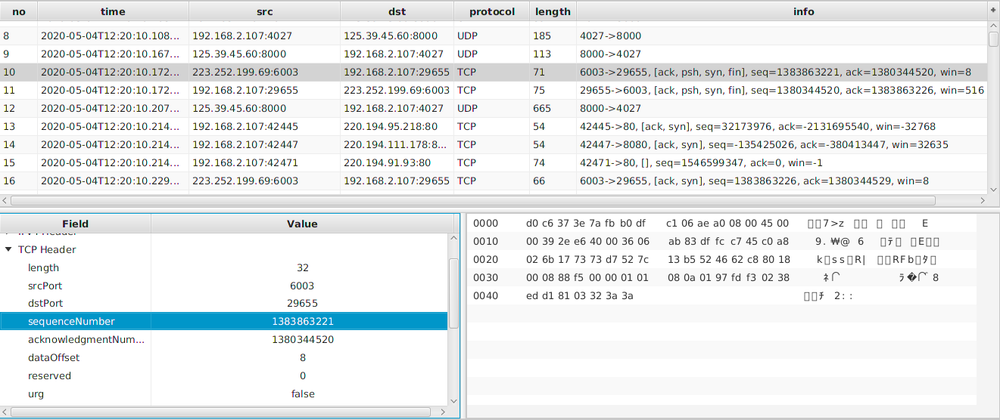 no time src dst protocol length info +
8 2020-05-04T12:20:10.108... 192.168.2.107:4027 125.39.45.60:8000 UDP 185 4027->8000
9 2020-05-04T12:20:10.167... 125.39.45.60:8000 192.168.2.107:4027 UDP 113 8000->4027
10 2020-05-04T12:20:10.172... 223.252.199.69:6003 192.168.2.107:29655 TCP 71 6003->29655, [ack, psh, syn, fin], seq=1383863221, ack=1380344520, win=8
11 2020-05-04T12:20:10.172... 192.168.2.107:29655 223.252.199.69:6003 TCP 75 29655->6003, [ack, psh, syn, fin], seq=1380344520, ack=1383863226, win=516
12 2020-05-04T12:20:10.207... 125.39.45.60:8000 192.168.2.107:4027 UDP 665 8000->4027
13 2020-05-04T12:20:10.214... 192.168.2.107:42445 220.194.95.218:80 TCP 54 42445->80, [ack, syn], seq=32173976, ack=-2131695540, win=-32768
14 2020-05-04T12:20:10.214... 192.168.2.107:42447 220.194.111.178:8... TCP 54 42447->8080, [ack, syn], seq=-135425026, ack=-380413447, win=32635
15 2020-05-04T12:20:10.214... 192.168.2.107:42471 220.194.91.93:80 TCP 74 42471->80, [], seq=1546599347, ack=0, win=-1
16 2020-05-04T12:20:10.229... 223.252.199.69:6003 192.168.2.107:29655 TCP 66 6003->29655, [ack, syn], seq=1383863226, ack=1380344529, win=8
Field Value
TCP Header
length 32
srcPort 6003
dstPort 29655
sequenceNumber 1383863221
acknowledgmentNum... 1380344520
dataOffset 8
reserved 0
urg false
0000 d0 c6 37 3e 7a fb b0 df c1 06 ae a0 08 00 45 00 7>z E
0010 00 39 2e e6 40 00 36 06 ab 83 df fc c7 45 c0 a8 9.₩@ 6 ﾃ E
0020 02 6b 17 73 73 d7 52 7c 13 b5 52 46 62 c8 80 18 k ss R| RFb
0030 00 08 88 f5 00 00 01 01 08 0a 01 97 fd f3 02 38 8
0040 ed d1 81 03 32 3a 3a 2::